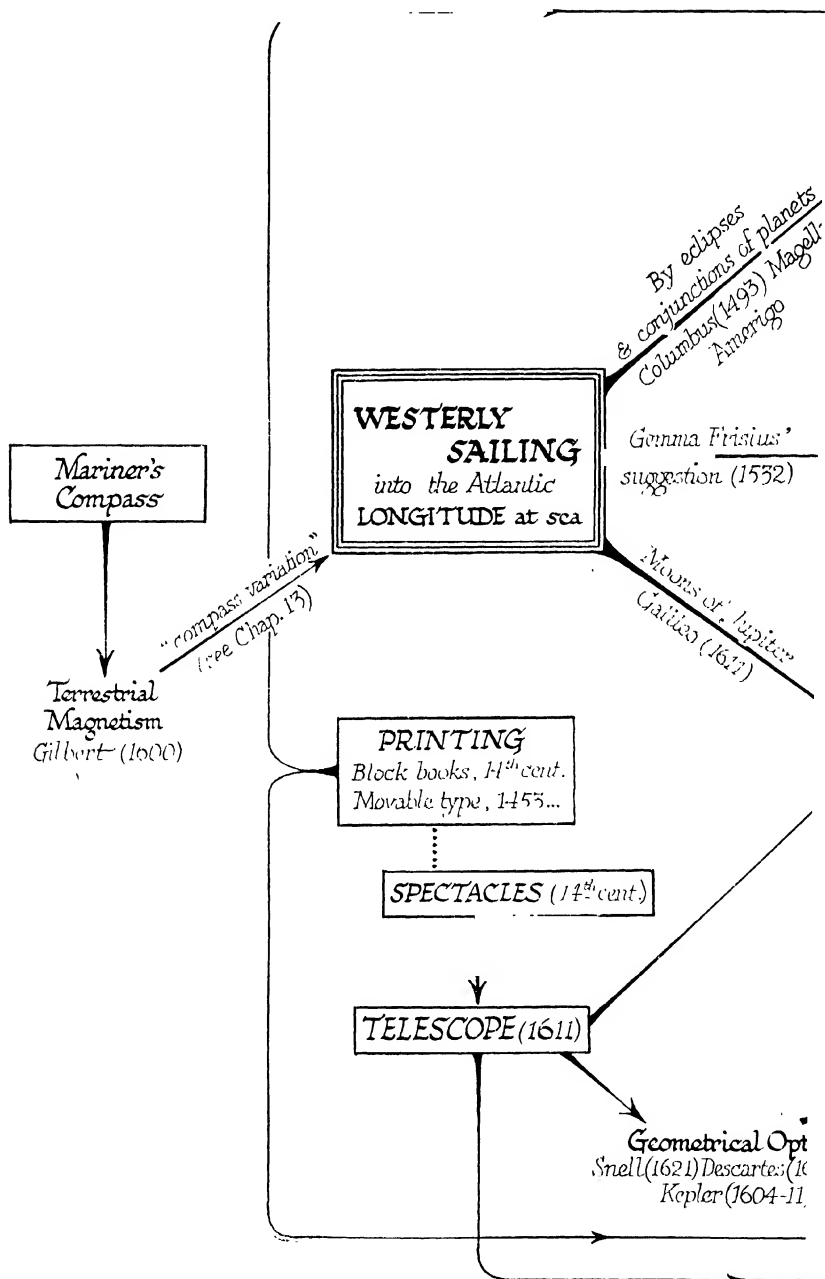 By eclipses
& conjunctions of planets
Columbus (1493) Magell-
Amerigo
WESTERLY
SAILING
into the Atlantic
LONGITUDE at sea
Gemma Frisius'
suggestion (1532)
Mariner's
Compass
"compass variation"
(see Chap. 13)
Moons of Jupiter
Galileo (1611)
Terrestrial
Magnetism
Gilbert (1600)
PRINTING
Block books, 14th cent.
Movable type, 1453...
SPECTACLES (14th cent.)
TELESCOPE (1611)
Geometrical Opt
Snell (1621) Descartes (16
Kepler (1604-11)